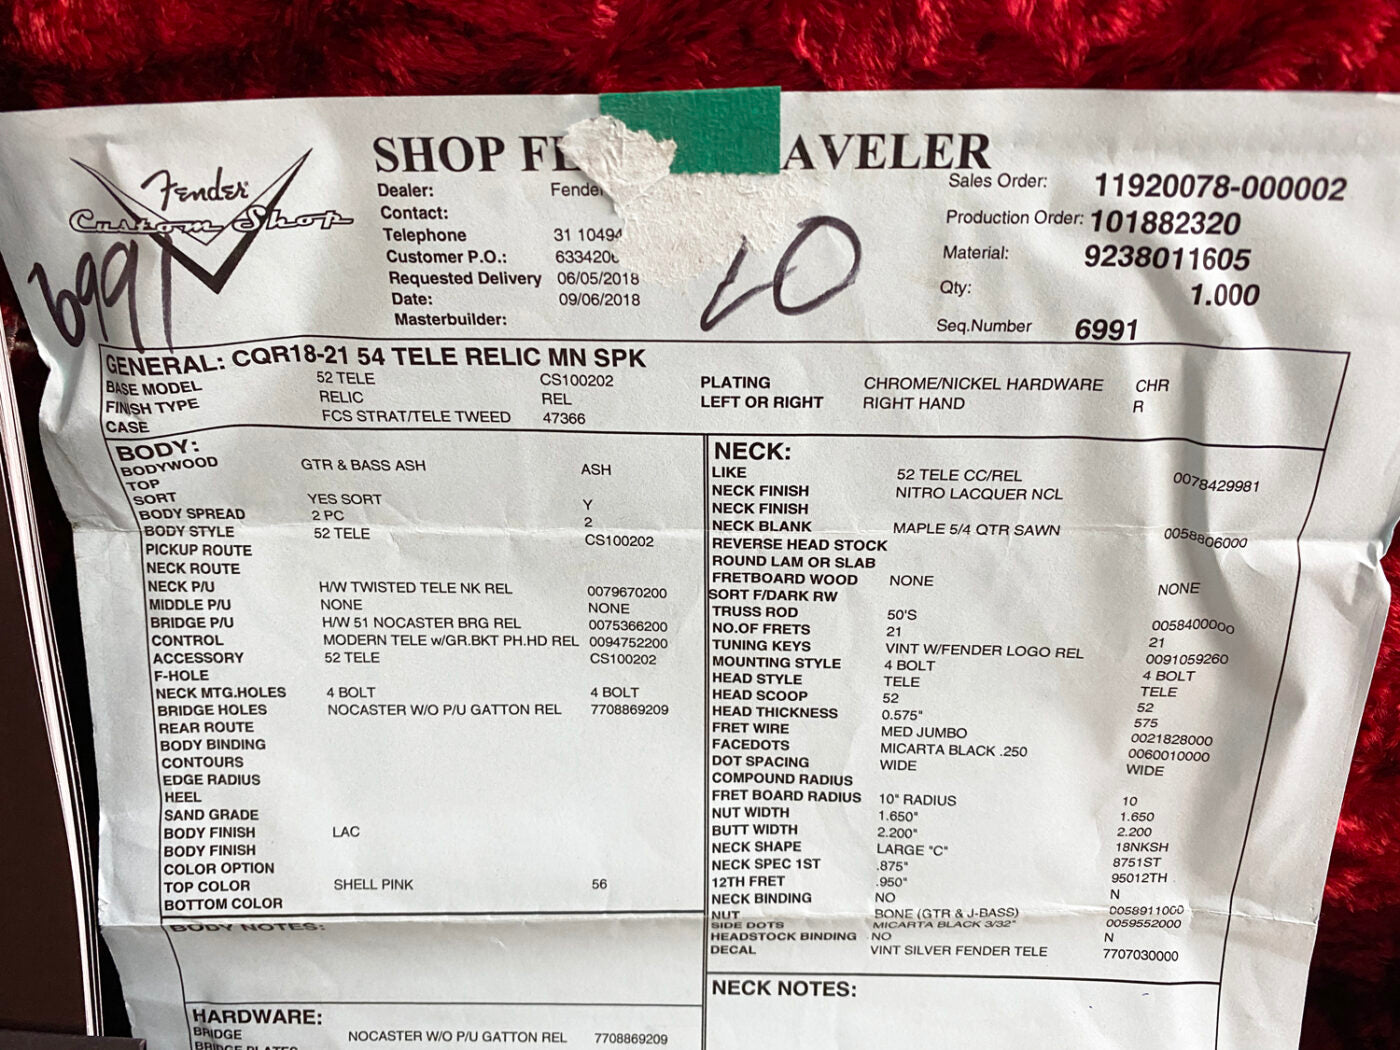 SHOP FE AVELER
Fender
Custom Shop
6991
LO
Dealer: Fender
Contact:
Telephone 31 10494
Customer P.O.: 633420
Requested Delivery 06/05/2018
Date: 09/06/2018
Masterbuilder:
Sales Order: 11920078-000002
Production Order: 101882320
Material: 9238011605
Qty: 1.000
Seq.Number 6991
GENERAL: CQR18-21 54 TELE RELIC MN SPK
BASE MODEL 52 TELE CS100202
FINISH TYPE RELIC REL
CASE FCS STRAT/TELE TWEED 47366
PLATING CHROME/NICKEL HARDWARE CHR
LEFT OR RIGHT RIGHT HAND R
BODY:
BODYWOOD GTR & BASS ASH ASH
TOP
SORT YES SORT Y
BODY SPREAD 2 PC 2
BODY STYLE 52 TELE CS100202
PICKUP ROUTE
NECK ROUTE
NECK P/U H/W TWISTED TELE NK REL 0079670200
MIDDLE P/U NONE NONE
BRIDGE P/U H/W 51 NOCASTER BRG REL 0075366200
CONTROL MODERN TELE w/GR.BKT PH.HD REL 0094752200
ACCESSORY 52 TELE CS100202
F-HOLE
NECK MTG.HOLES 4 BOLT 4 BOLT
BRIDGE HOLES NOCASTER W/O P/U GATTON REL 7708869209
REAR ROUTE
BODY BINDING
CONTOURS
EDGE RADIUS
HEEL
SAND GRADE
BODY FINISH LAC
BODY FINISH
COLOR OPTION
TOP COLOR SHELL PINK 56
BOTTOM COLOR
BODY NOTES:
HARDWARE:
BRIDGE NOCASTER W/O P/U GATTON REL 7708869209
BRIDGE PLATES
NECK:
LIKE 52 TELE CC/REL 0078429981
NECK FINISH NITRO LACQUER NCL
NECK FINISH
NECK BLANK MAPLE 5/4 QTR SAWN 0058806000
REVERSE HEAD STOCK
ROUND LAM OR SLAB
FRETBOARD WOOD NONE NONE
SORT F/DARK RW
TRUSS ROD 50'S 0058400000
NO.OF FRETS 21 21
TUNING KEYS VINT W/FENDER LOGO REL 0091059260
MOUNTING STYLE 4 BOLT 4 BOLT
HEAD STYLE TELE TELE
HEAD SCOOP 52 52
HEAD THICKNESS 0.575" 575
FRET WIRE MED JUMBO 0021828000
FACEDOTS MICARTA BLACK .250 0060010000
DOT SPACING WIDE WIDE
COMPOUND RADIUS
FRET BOARD RADIUS 10" RADIUS 10
NUT WIDTH 1.650" 1.650
BUTT WIDTH 2.200" 2.200
NECK SHAPE LARGE "C" 18NKSH
NECK SPEC 1ST .875" 8751ST
12TH FRET .950" 95012TH
NECK BINDING NO N
NUT BONE (GTR & J-BASS) 0058911000
SIDE DOTS MICARTA BLACK 3/32" 0059552000
HEADSTOCK BINDING NO N
DECAL VINT SILVER FENDER TELE 7707030000
NECK NOTES: